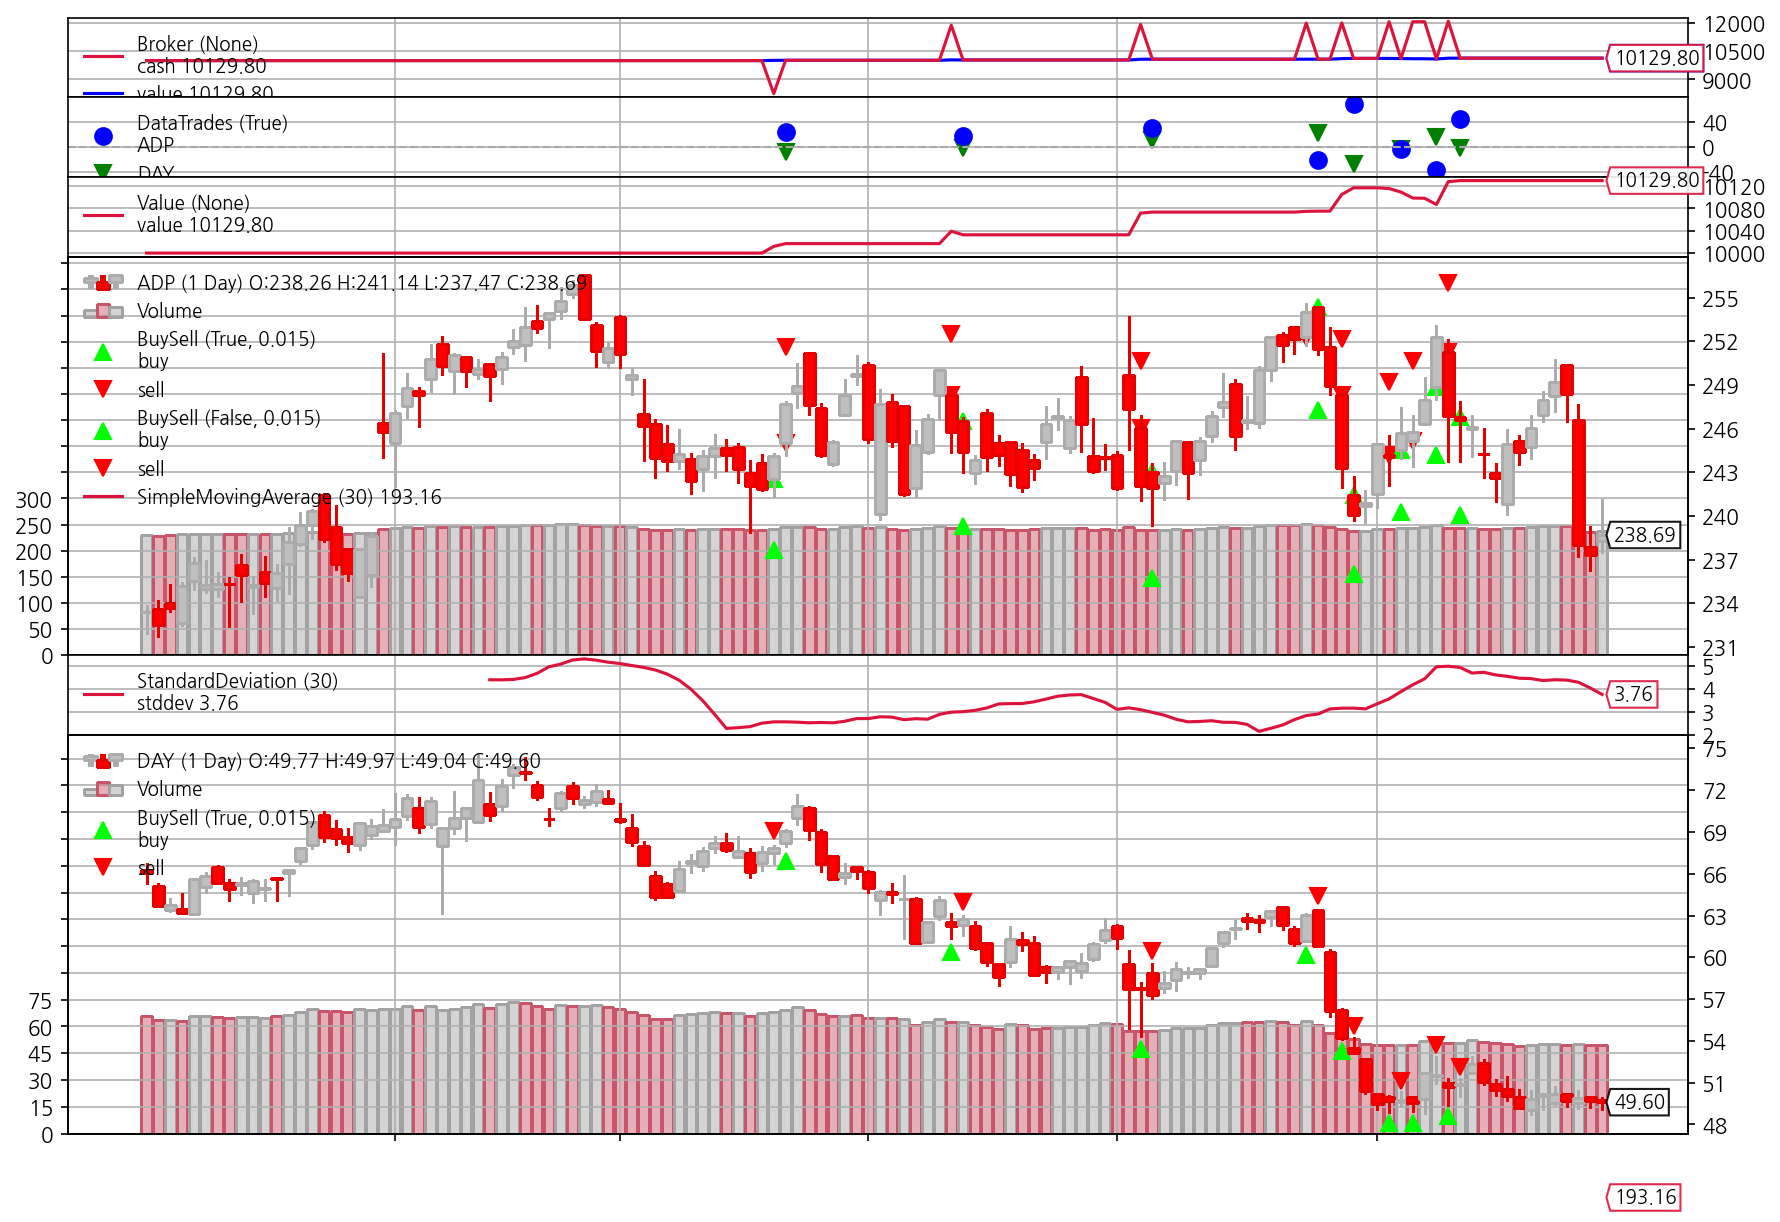 Broker (None)
cash 10129.80
value 10129.80
12000
10500
9000
10129.80
DataTrades (True)
ADP
DAY
40
0
-40
Value (None)
value 10129.80
10129.80
10120
10080
10040
10000
ADP (1 Day) O:238.26 H:241.14 L:237.47 C:238.69
Volume
BuySell (True, 0.015)
buy
sell
BuySell (False, 0.015)
buy
sell
SimpleMovingAverage (30) 193.16
300
250
200
150
100
50
0
255
252
249
246
243
240
238.69
237
234
231
StandardDeviation (30)
stddev 3.76
5
4
3
2
3.76
DAY (1 Day) O:49.77 H:49.97 L:49.04 C:49.60
Volume
BuySell (True, 0.015)
buy
sell
75
60
45
30
15
0
75
72
69
66
63
60
57
54
51
49.60
48
193.16